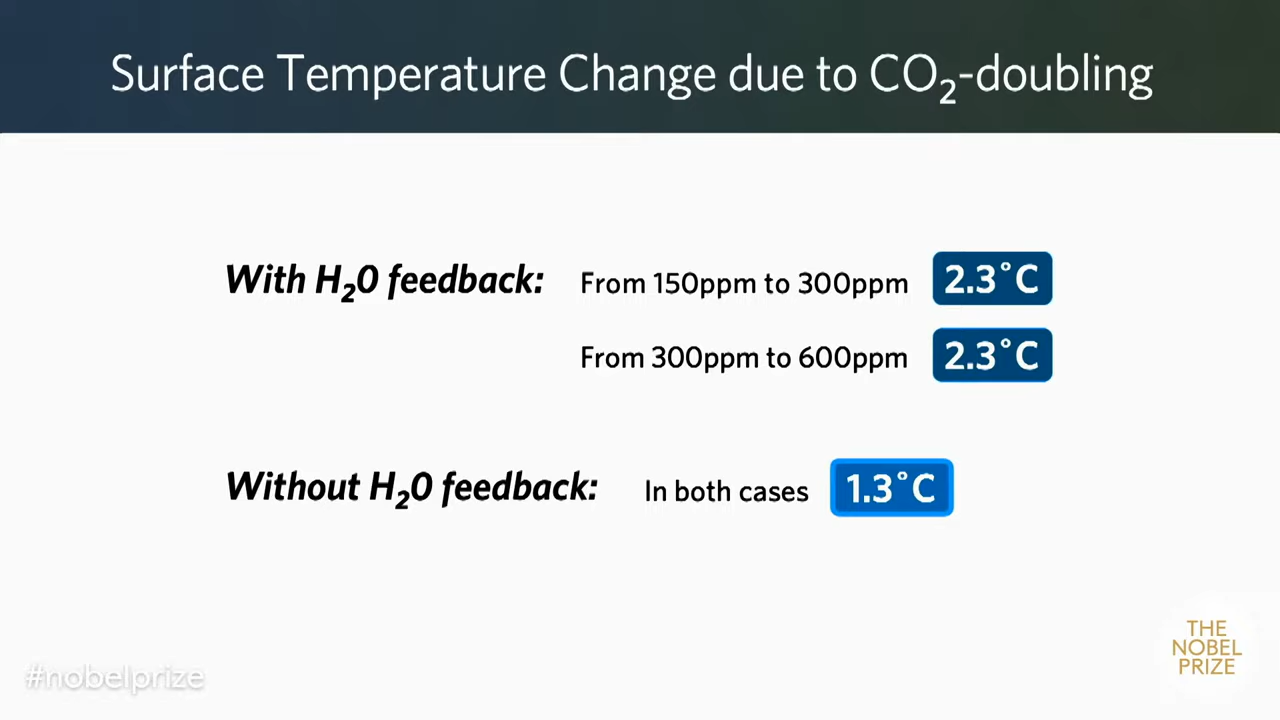 Surface Temperature Change due to CO₂-doubling
With H₂0 feedback: From 150ppm to 300ppm 2.3°C
From 300ppm to 600ppm 2.3°C
Without H₂0 feedback: In both cases 1.3°C
THE
NOBEL
PRIZE
#nobelprize